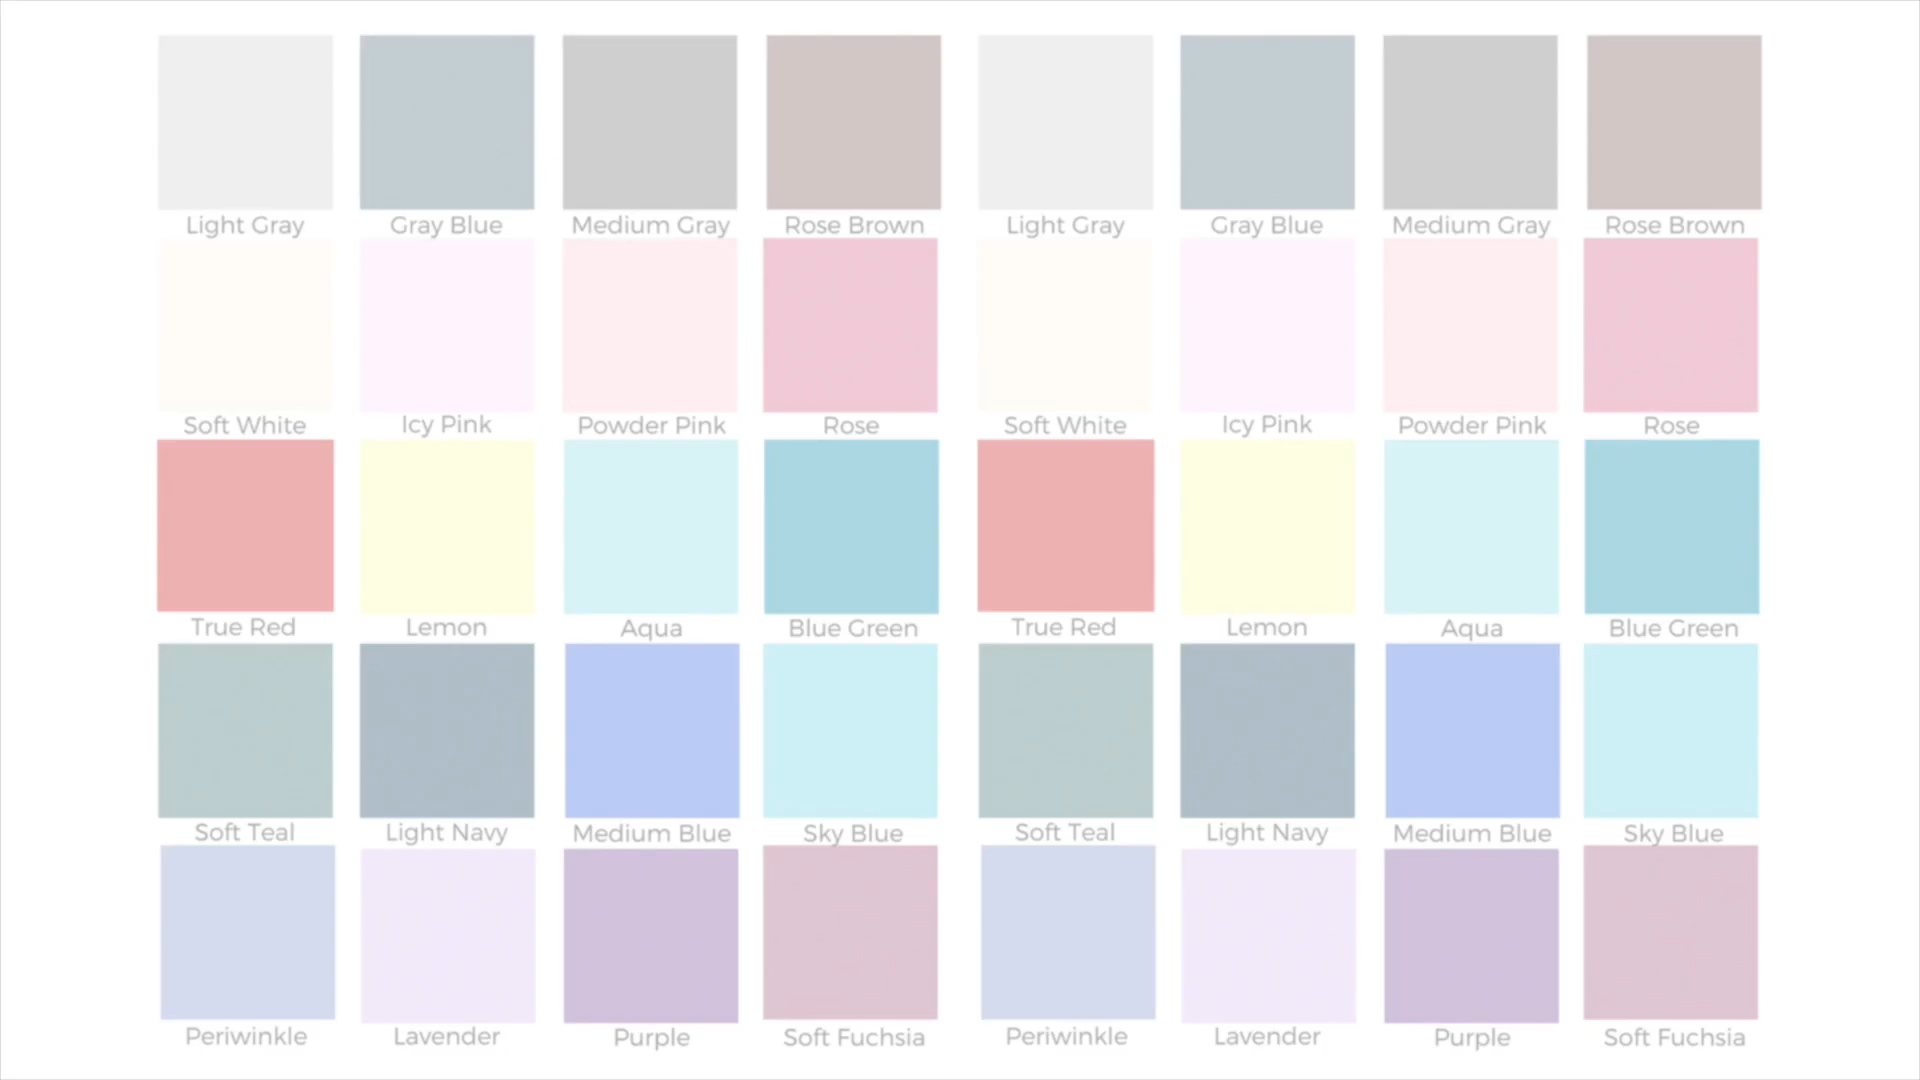 Light Gray Gray Blue Medium Gray Rose Brown Light Gray Gray Blue Medium Gray Rose Brown
Soft White Icy Pink Powder Pink Rose Soft White Icy Pink Powder Pink Rose
True Red Lemon Aqua Blue Green True Red Lemon Aqua Blue Green
Soft Teal Light Navy Medium Blue Sky Blue Soft Teal Light Navy Medium Blue Sky Blue
Periwinkle Lavender Purple Soft Fuchsia Periwinkle Lavender Purple Soft Fuchsia